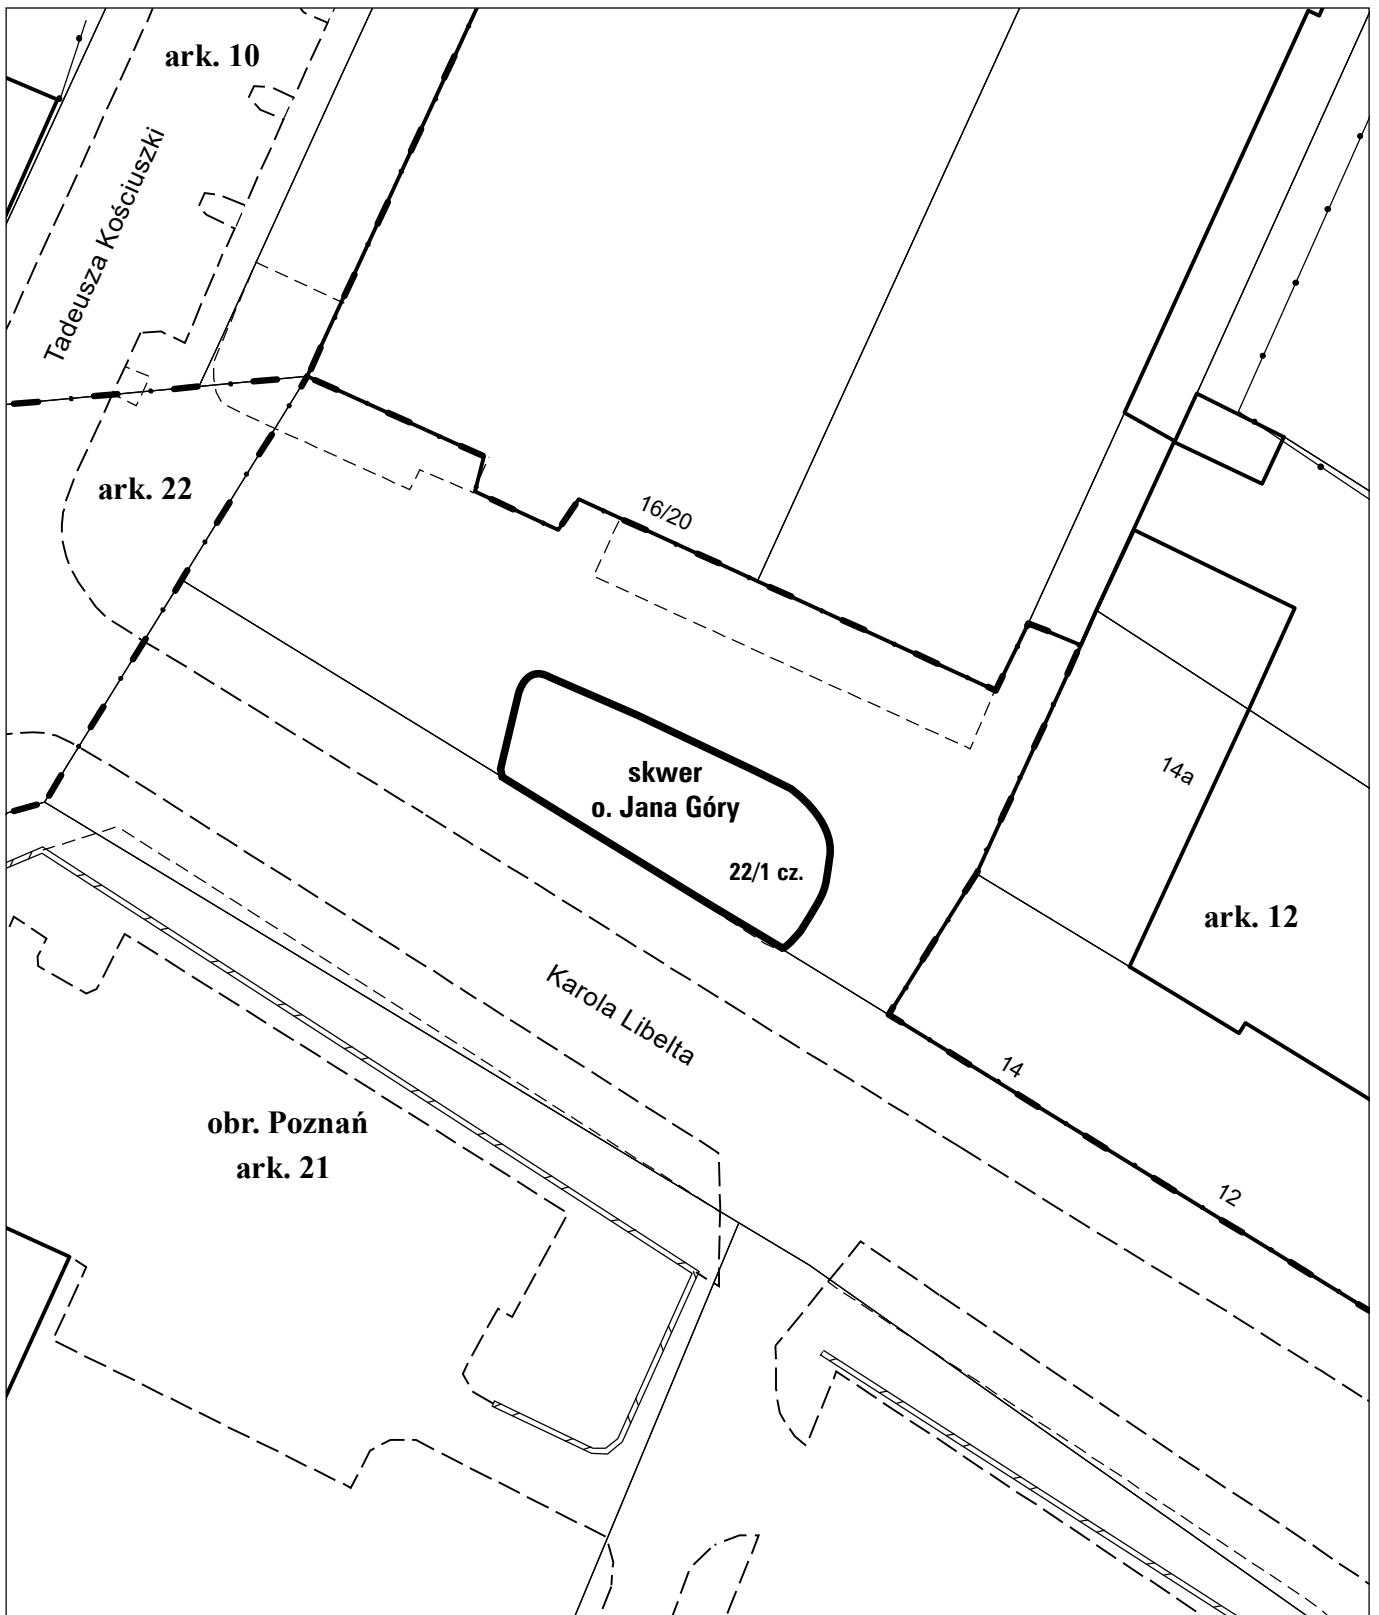 ark. 10
Tadeusza Kościuszki
ark. 22
16/20
skwer
o. Jana Góry
22/1 cz.
14a
ark. 12
Karola Libelta
14
12
obr. Poznań
ark. 21